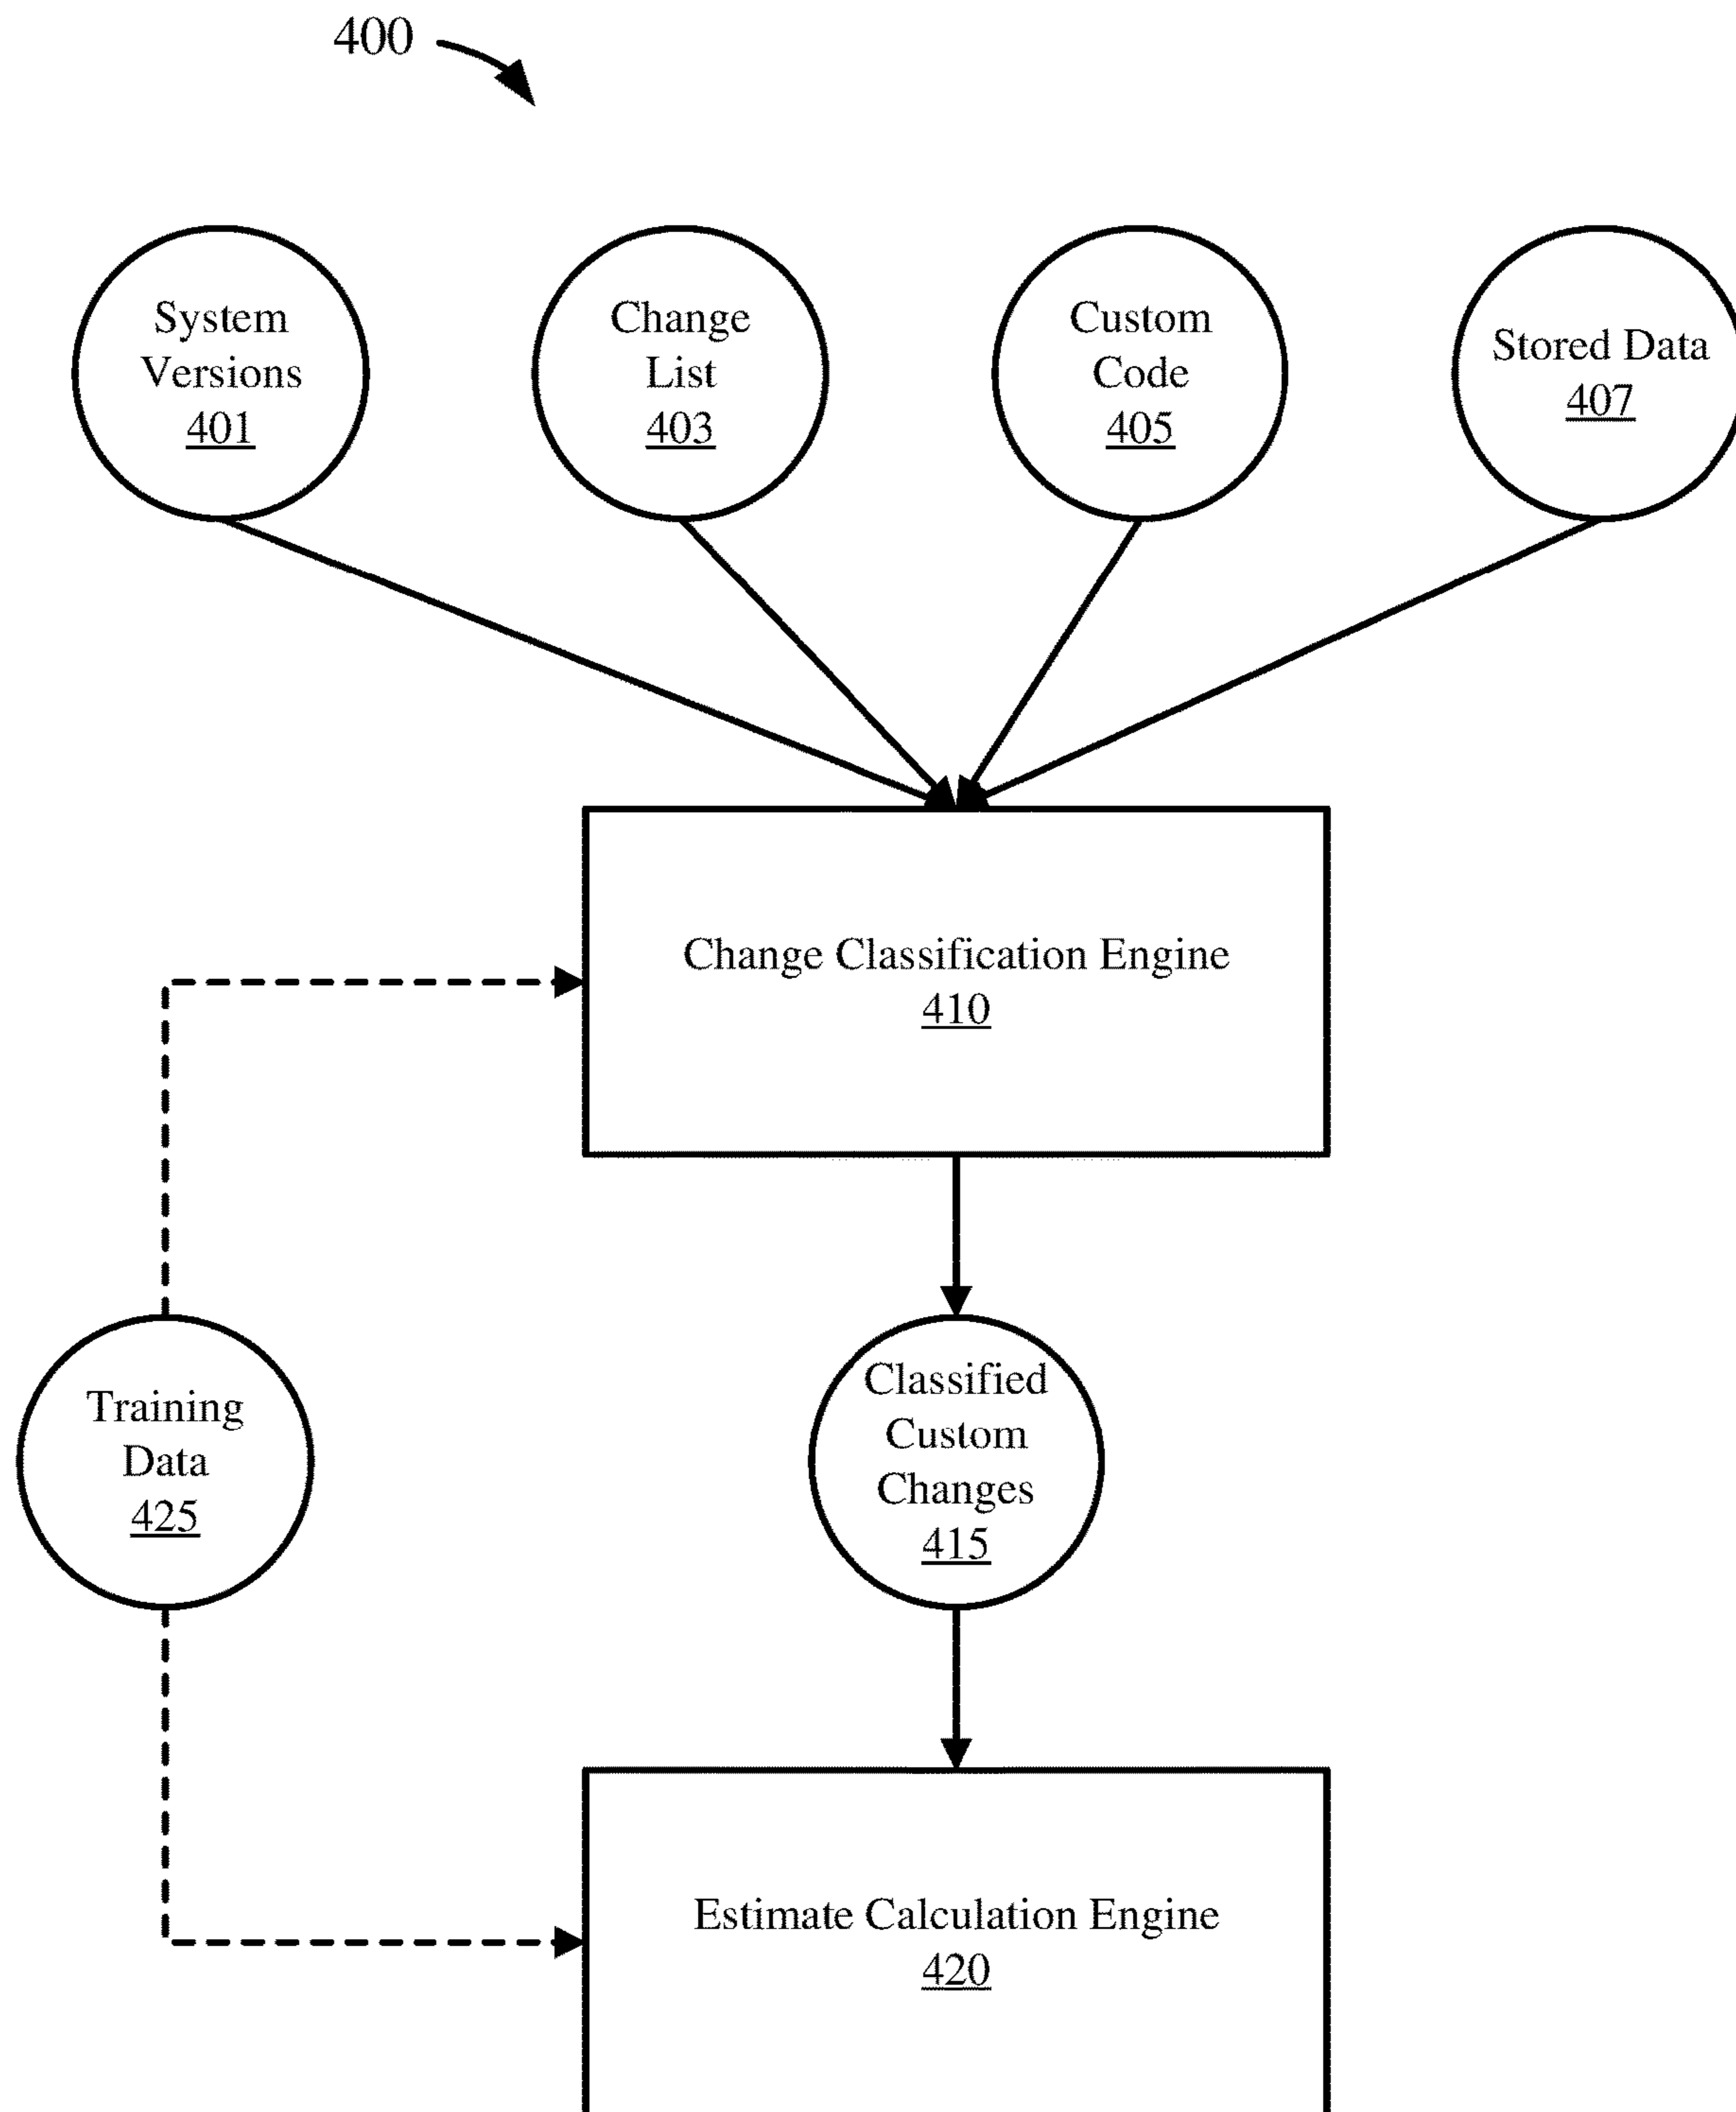 400
System
Versions
401
Change
List
403
Custom
Code
405
Stored Data
407
Change Classification Engine
410
Training
Data
425
Classified
Custom
Changes
415
Estimate Calculation Engine
420